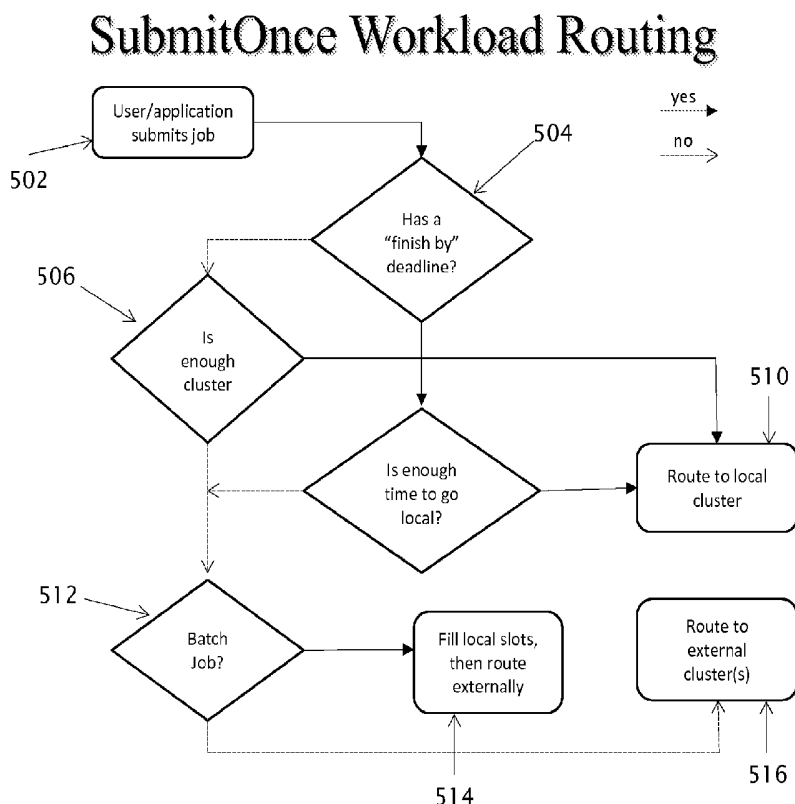 SubmitOnce Workload Routing
User/application
submits job
yes
no
502
504
Has a
“finish by”
deadline?
506
Is
enough
cluster
510
Is enough
time to go
local?
Route to local
cluster
512
Batch
Job?
Fill local slots,
then route
externally
Route to
external
cluster(s)
514
516